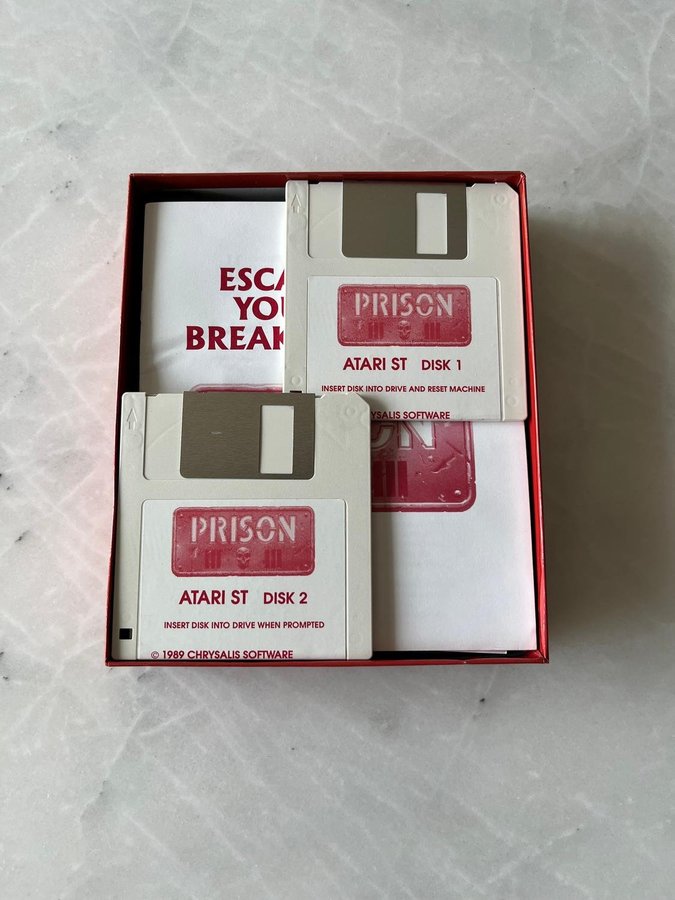 ESCA
YOU
BREAK
PRISON
ATARI ST DISK 1
INSERT DISK INTO DRIVE AND RESET MACHINE
CHRYSALIS SOFTWARE
PRISON
ATARI ST DISK 2
INSERT DISK INTO DRIVE WHEN PROMPTED
© 1989 CHRYSALIS SOFTWARE